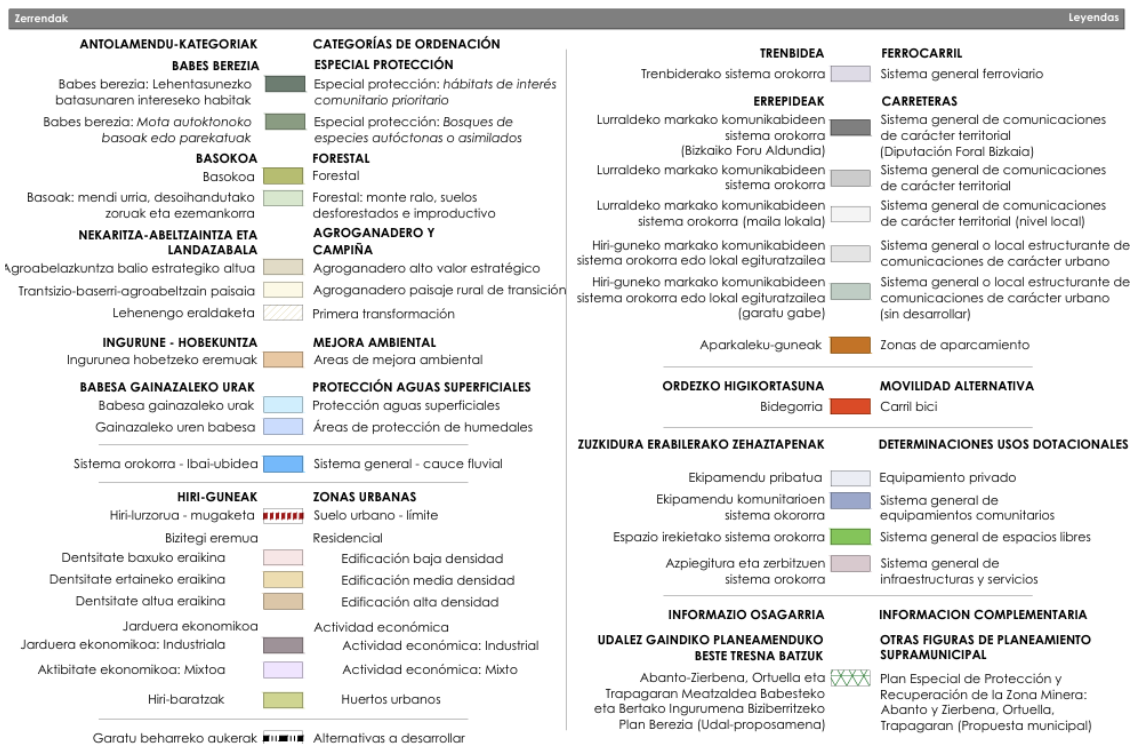 Zerrendak Leyendas
ANTOLAMENDU-KATEGORIAK CATEGORÍAS DE ORDENACIÓN
BABES BEREZIA ESPECIAL PROTECCIÓN
Babes berezia: Lehentasunezko Especial protección: hábitats de interés
batasunaren intereseko habitak comunitario prioritario
Babes berezia: Mota autoktonoko Especial protección: Bosques de
basoak edo parekatuak especies autóctonas o asimilados
BASOKOA FORESTAL
Basokoa Forestal
Basoak: mendi urria, desoihandutako Forestal: monte ralo, suelos
zoruak eta ezemankorra desforestados e improductivo
NEKARITZA-ABELTZAINTZA ETA AGROGANADERO Y
LANDAZABALA CAMPIÑA
Agroabelazkuntza balio estrategiko altua Agroganadero alto valor estratégico
Trantsizio-baserri-agroabeltzain paisaia Agroganadero paisaje rural de transición
Lehenengo eraldaketa Primera transformación
INGURUNE - HOBEKUNTZA MEJORA AMBIENTAL
Ingurunea hobetzeko eremuak Areas de mejora ambiental
BABESA GAINAZALEKO URAK PROTECCIÓN AGUAS SUPERFICIALES
Babesa gainazaleko urak Protección aguas superficiales
Gainazaleko uren babesa Áreas de protección de humedales
Sistema orokorra - Ibai-ubidea Sistema general - cauce fluvial
HIRI-GUNEAK ZONAS URBANAS
Hiri-lurzorua - mugaketa Suelo urbano - límite
Bizitegi eremua Residencial
Dentsitate baxuko eraikina Edificación baja densidad
Dentsitate ertaineko eraikina Edificación media densidad
Dentsitate altua eraikina Edificación alta densidad
Jarduera ekonomikoa Actividad económica
Jarduera ekonomikoa: Industriala Actividad económica: Industrial
Aktibitate ekonomikoa: Mixtoa Actividad económica: Mixto
Hiri-baratzak Huertos urbanos
Garatu beharreko aukerak Alternativas a desarrollar
TRENBIDEA FERROCARRIL
Trenbiderako sistema orokorra Sistema general ferroviario
ERREPIDEAK CARRETERAS
Lurraldeko markako komunikabideen Sistema general de comunicaciones
sistema orokorra de carácter territorial
(Bizkaiko Foru Aldundia) (Diputación Foral Bizkaia)
Lurraldeko markako komunikabideen Sistema general de comunicaciones
sistema orokorra de carácter territorial
Lurraldeko markako komunikabideen Sistema general de comunicaciones
sistema orokorra (maila lokala) de carácter territorial (nivel local)
Hiri-guneko markako komunikabideen Sistema general o local estructurante de
sistema orokorra edo lokal egituratzailea comunicaciones de carácter urbano
Hiri-guneko markako komunikabideen Sistema general o local estructurante de
sistema orokorra edo lokal egituratzailea comunicaciones de carácter urbano
(garatu gabe) (sin desarrollar)
Aparkaleku-guneak Zonas de aparcamiento
ORDEZKO HIGIKORTASUNA MOVILIDAD ALTERNATIVA
Bidegorria Carril bici
ZUZKIDURA ERABILERAKO ZEHAZTAPENAK DETERMINACIONES USOS DOTACIONALES
Ekipamendu pribatua Equipamiento privado
Ekipamendu komunitarioen Sistema general de
sistema okororra equipamientos comunitarios
Espazio irekietako sistema orokorra Sistema general de espacios libres
Azpiegitura eta zerbitzuen Sistema general de
sistema orokorra infraestructuras y servicios
INFORMAZIO OSAGARRIA INFORMACION COMPLEMENTARIA
UDALEZ GAINDIKO PLANEAMENDUKO OTRAS FIGURAS DE PLANEAMIENTO
BESTE TRESNA BATZUK SUPRAMUNICIPAL
Abanto-Zierbena, Ortuella eta Plan Especial de Protección y
Trapagaran Meatzaldea Babesteko Recuperación de la Zona Minera:
eta Bertako Ingurumena Biziberritzeko Abanto y Zierbena, Ortuella,
Plan Berezia (Udal-proposamena) Trapagaran (Propuesta municipal)